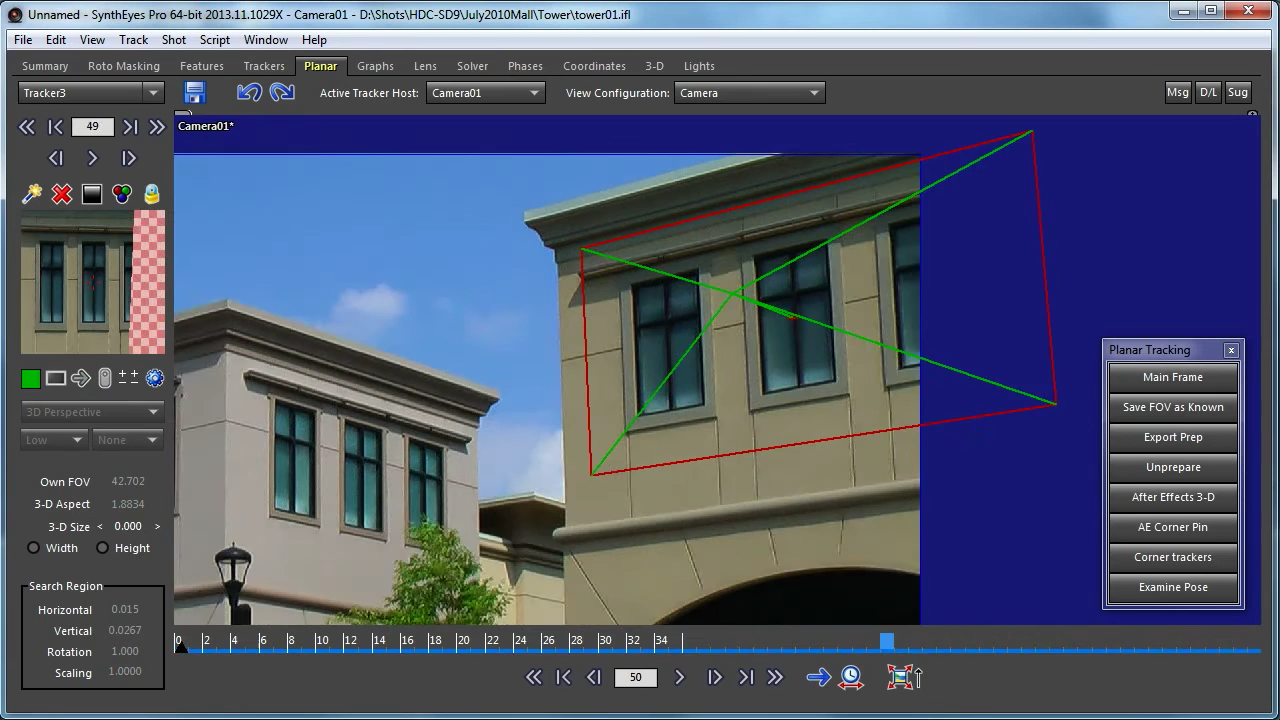 Unnamed - SynthEyes Pro 64-bit 2013.11.1029X - Camera01 - D:\Shots\HDC-SD9\July2010Mall\Tower\tower01.ifl
File Edit View Track Shot Script Window Help
Summary Roto Masking Features Trackers Planar Graphs Lens Solver Phases Coordinates 3-D Lights
Tracker3 Active Tracker Host: Camera01 View Configuration: Camera Msg D/L Sug
49
Camera01*
3D Perspective
Low None
Own FOV 42.702
3-D Aspect 1.8834
3-D Size < 0.000 >
Width Height
Search Region
Horizontal 0.015
Vertical 0.0267
Rotation 1.000
Scaling 1.0000
Planar Tracking x
Main Frame
Save FOV as Known
Export Prep
Unprepare
After Effects 3-D
AE Corner Pin
Corner trackers
Examine Pose
0 2 4 6 8 10 12 14 16 18 20 22 24 26 28 30 32 34
50